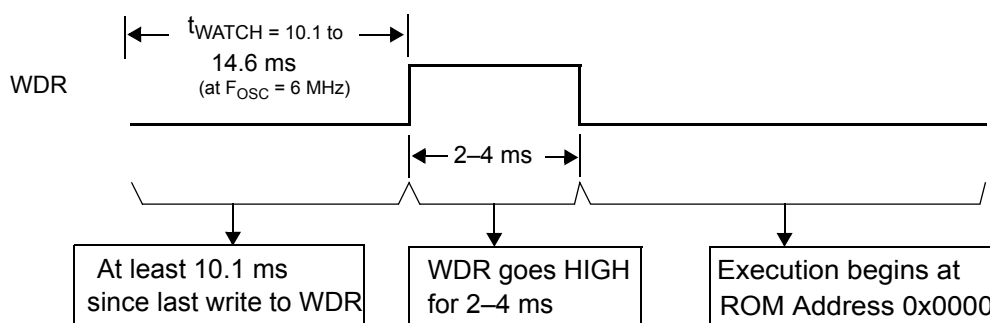 tWATCH = 10.1 to
14.6 ms
(at FOSC = 6 MHz)
WDR
2–4 ms
At least 10.1 ms
since last write to WDR
WDR goes HIGH
for 2–4 ms
Execution begins at
ROM Address 0x0000